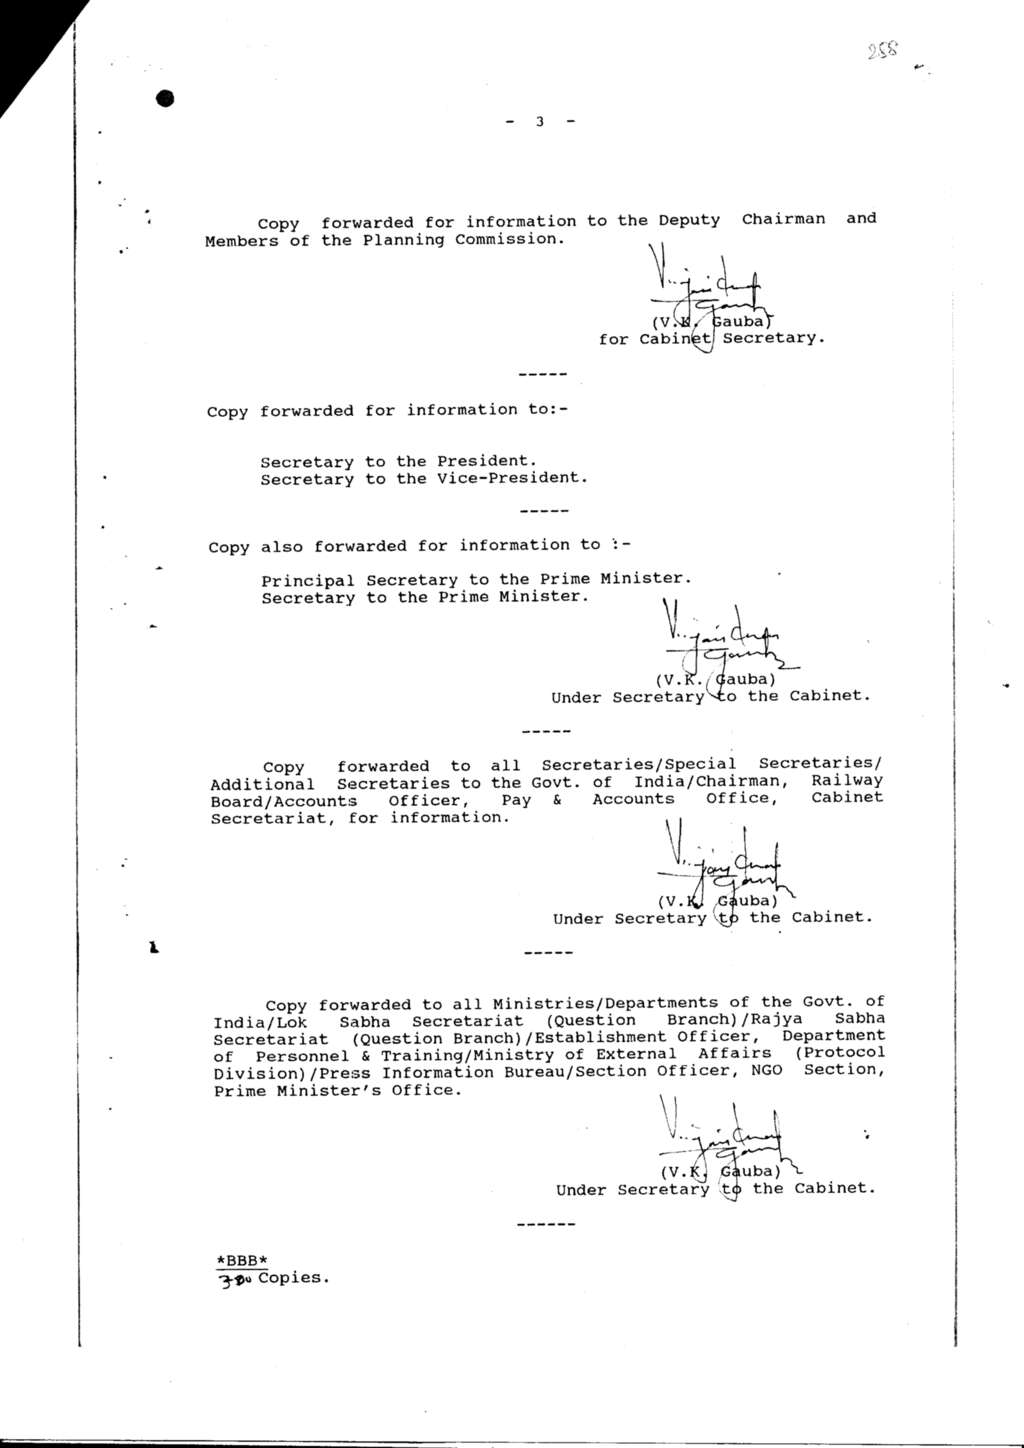 258
- 3 -
Copy forwarded for information to the Deputy Chairman and
Members of the Planning Commission.
(V.K. Gauba)
for Cabinet Secretary.
-----
Copy forwarded for information to:-
Secretary to the President.
Secretary to the Vice-President.
-----
Copy also forwarded for information to :-
Principal Secretary to the Prime Minister.
Secretary to the Prime Minister.
(V.K. Gauba)
Under Secretary to the Cabinet.
-----
Copy forwarded to all Secretaries/Special Secretaries/
Additional Secretaries to the Govt. of India/Chairman, Railway
Board/Accounts Officer, Pay & Accounts Office, Cabinet
Secretariat, for information.
(V.K. Gauba)
Under Secretary to the Cabinet.
-----
Copy forwarded to all Ministries/Departments of the Govt. of
India/Lok Sabha Secretariat (Question Branch)/Rajya Sabha
Secretariat (Question Branch)/Establishment Officer, Department
of Personnel & Training/Ministry of External Affairs (Protocol
Division)/Press Information Bureau/Section Officer, NGO Section,
Prime Minister's Office.
(V.K. Gauba)
Under Secretary to the Cabinet.
------
*BBB*
300 Copies.